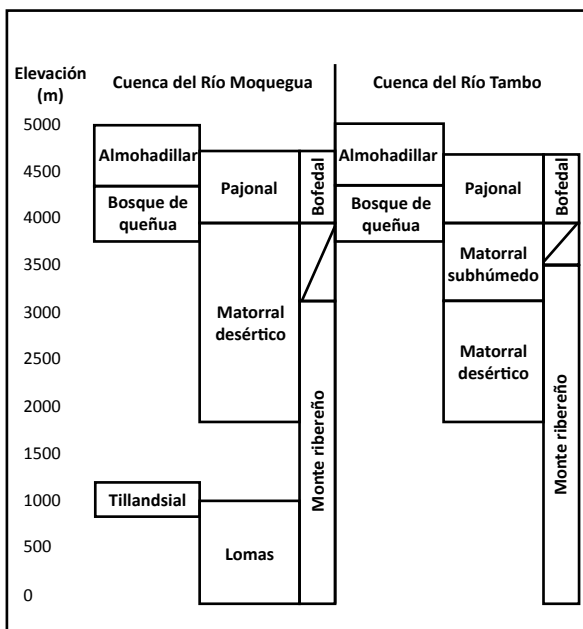 Elevación
(m)
Cuenca del Río Moquegua
Cuenca del Río Tambo
5000
4500
4000
3500
3000
2500
2000
1500
1000
500
0
Almohadillar
Bosque de
queñua
Pajonal
Bofedal
Matorral
desértico
Monte ribereño
Tillandsial
Lomas
Almohadillar
Bosque de
queñua
Pajonal
Bofedal
Matorral
subhúmedo
Matorral
desértico
Monte ribereño